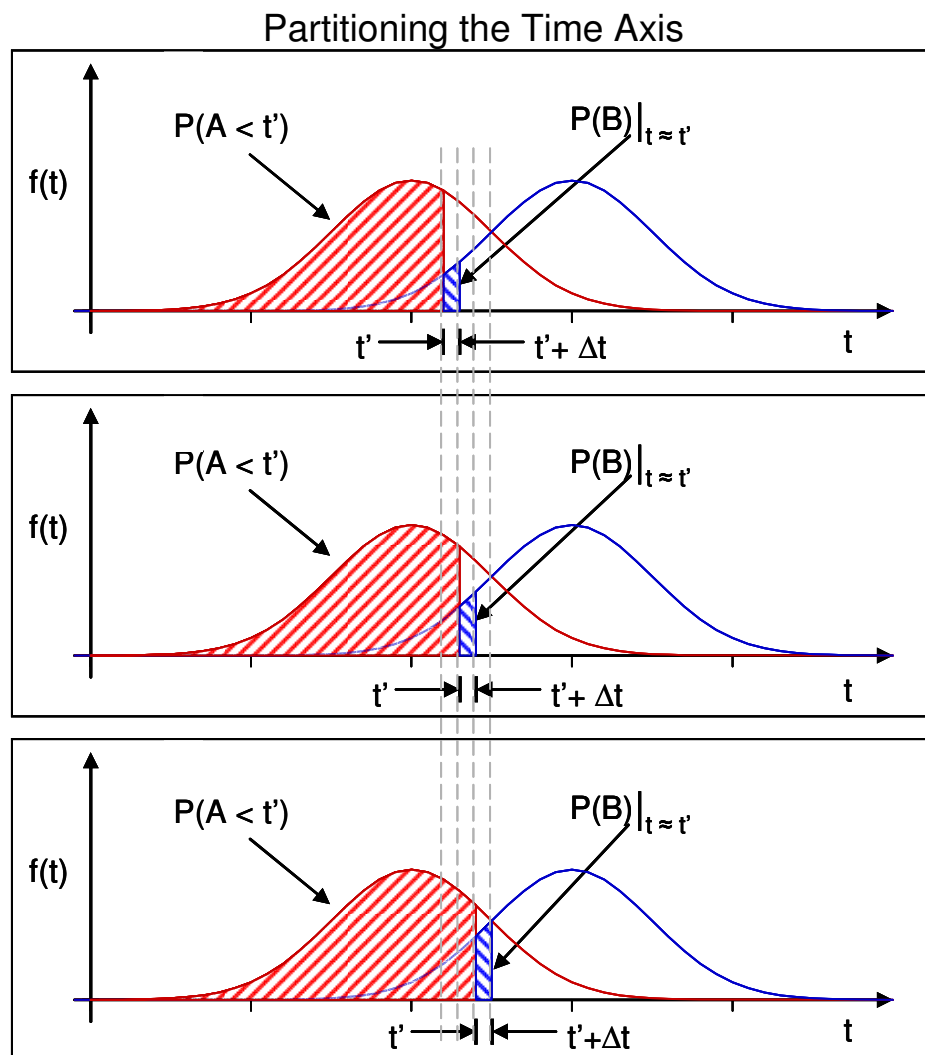 Partitioning the Time Axis
P(A < t’) P(B)|t ≈ t’
f(t)
t’ t’+ Δt t
P(A < t’) P(B)|t ≈ t’
f(t)
t’ t’+ Δt t
P(A < t’) P(B)|t ≈ t’
f(t)
t’ t’+Δt t